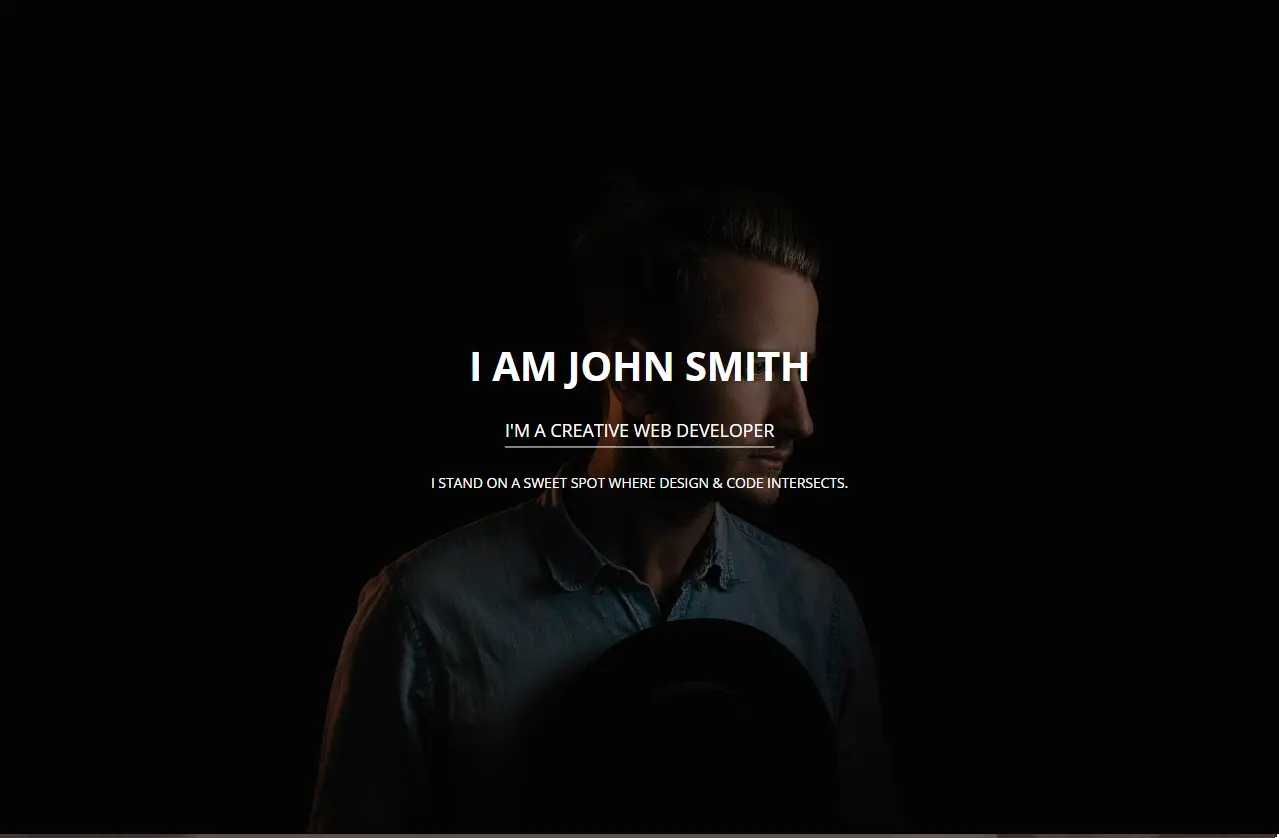 I AM JOHN SMITH
I'M A CREATIVE WEB DEVELOPER
I STAND ON A SWEET SPOT WHERE DESIGN & CODE INTERSECTS.